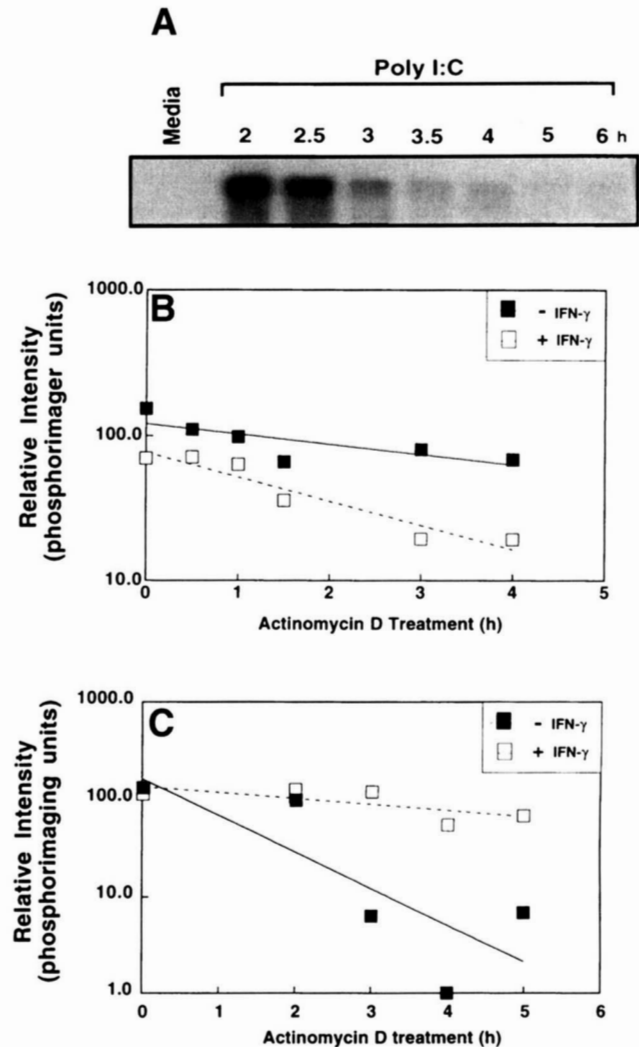 A
Poly I:C
Media
2 2.5 3 3.5 4 5 6 h
B
1000.0
100.0
10.0
Relative Intensity
(phosphorimager units)
- IFN-γ
+ IFN-γ
0 1 2 3 4 5
Actinomycin D Treatment (h)
C
1000.0
100.0
10.0
1.0
Relative Intensity
(phosphorimaging units)
- IFN-γ
+ IFN-γ
0 1 2 3 4 5 6
Actinomycin D treatment (h)